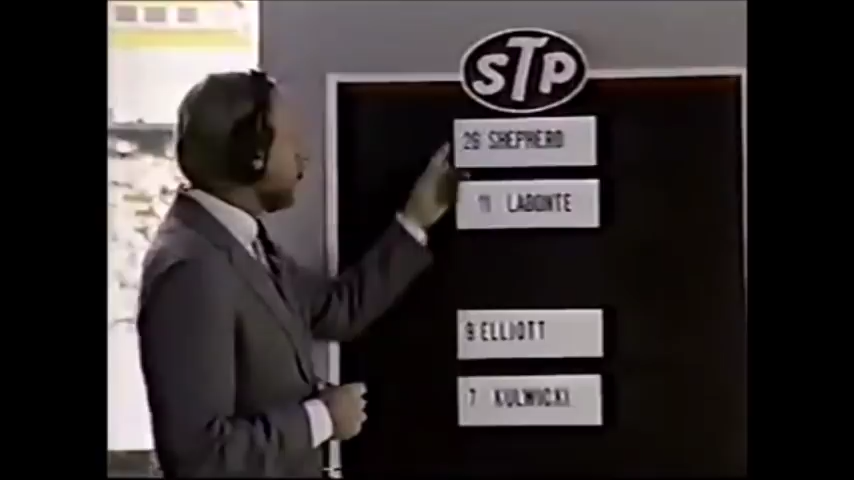 STP
26 SHEPHERD
11 LABONTE
9 ELLIOTT
7 KULWICKI